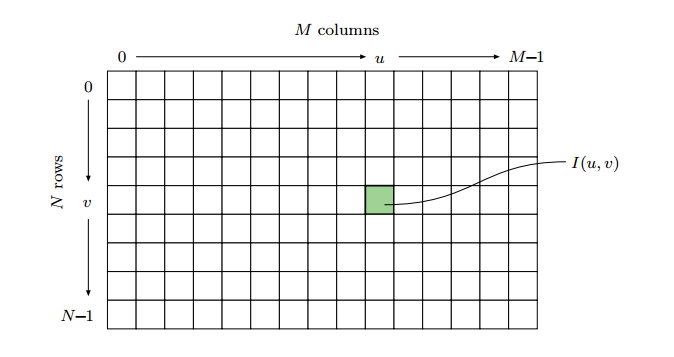 M columns
0
u
M–1
0
N rows
v
N–1
I(u, v)